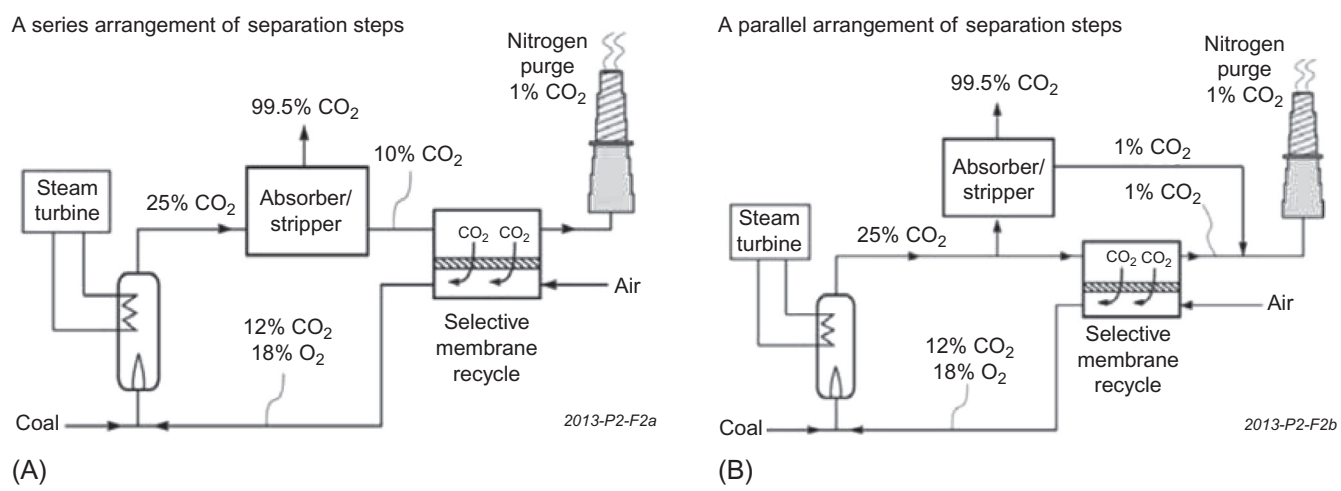 A series arrangement of separation steps
Nitrogen
purge
1% CO₂
99.5% CO₂
10% CO₂
Steam
turbine
25% CO₂
Absorber/
stripper
CO₂ CO₂
Air
12% CO₂
18% O₂
Selective
membrane
recycle
Coal
2013-P2-F2a
(A)
A parallel arrangement of separation steps
Nitrogen
purge
1% CO₂
99.5% CO₂
Absorber/
stripper
1% CO₂
1% CO₂
Steam
turbine
25% CO₂
CO₂ CO₂
Air
12% CO₂
18% O₂
Selective
membrane
recycle
Coal
2013-P2-F2b
(B)